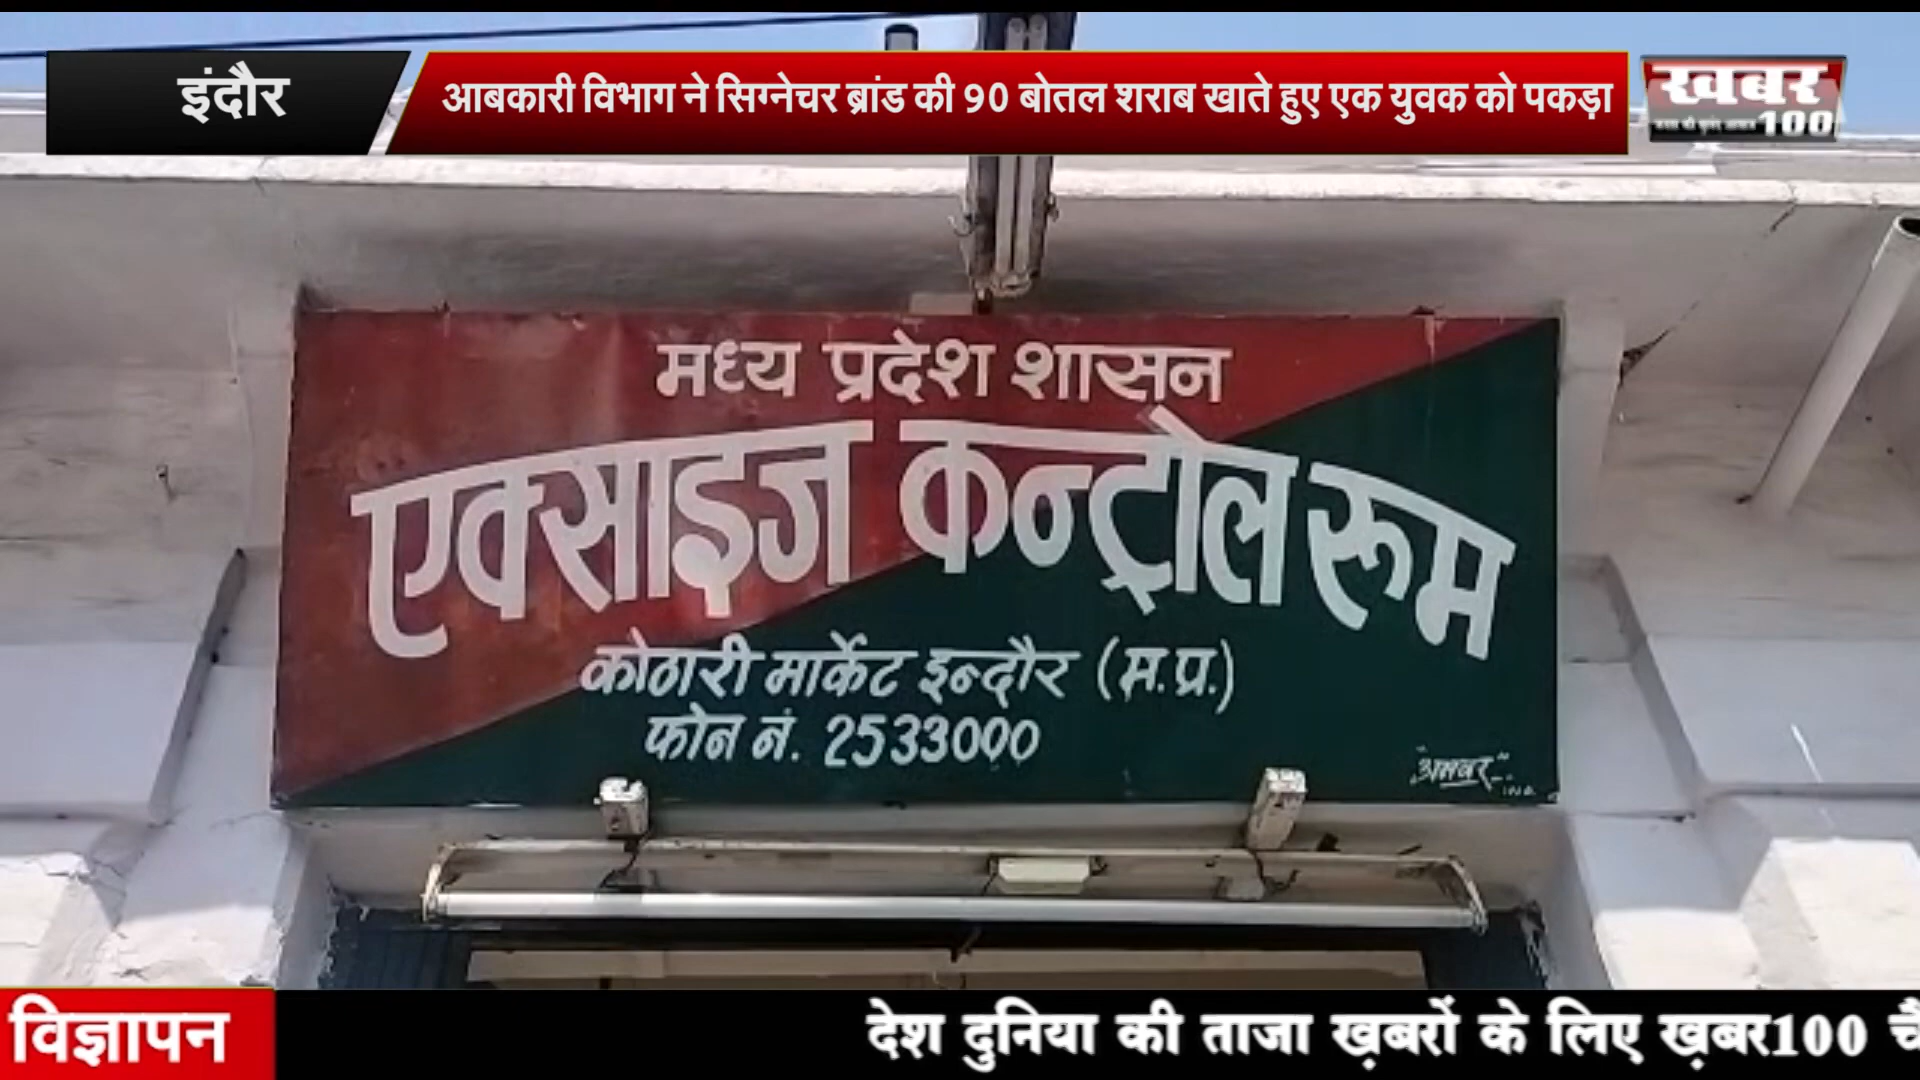 इंदौर
आबकारी विभाग ने सिग्नेचर ब्रांड की 90 बोतल शराब खाते हुए एक युवक को पकड़ा
खबर
100
मध्य प्रदेश शासन
एक्साइज कन्ट्रोल रूम
कोठारी मार्केट इन्दौर (म.प्र.)
फोन नं. 2533000
विज्ञापन
देश दुनिया की ताजा ख़बरों के लिए ख़बर100